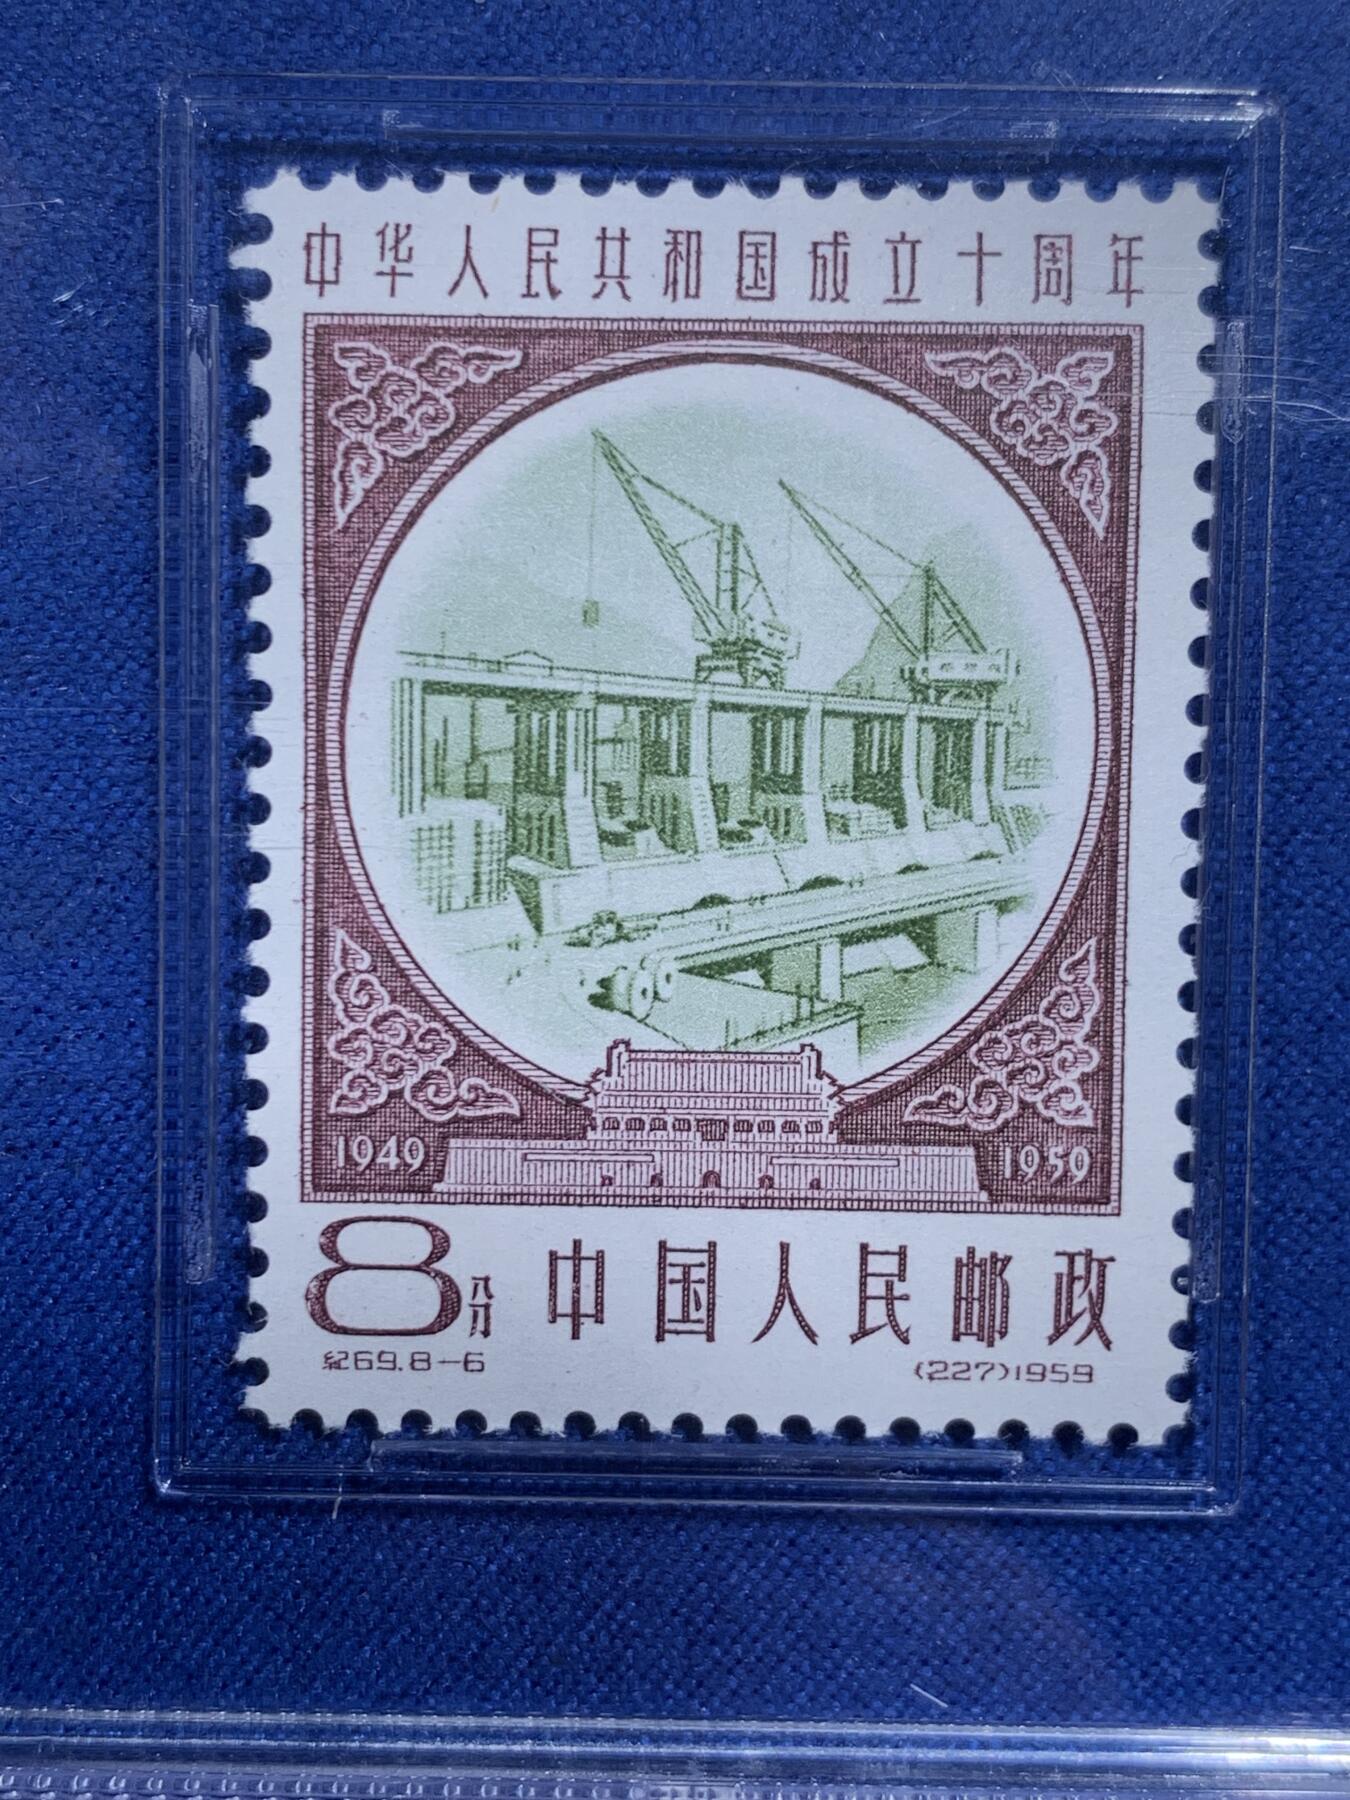 中华人民共和国成立十周年
1949 1959
8分 中国人民邮政
紀69.8-6 (227)1959